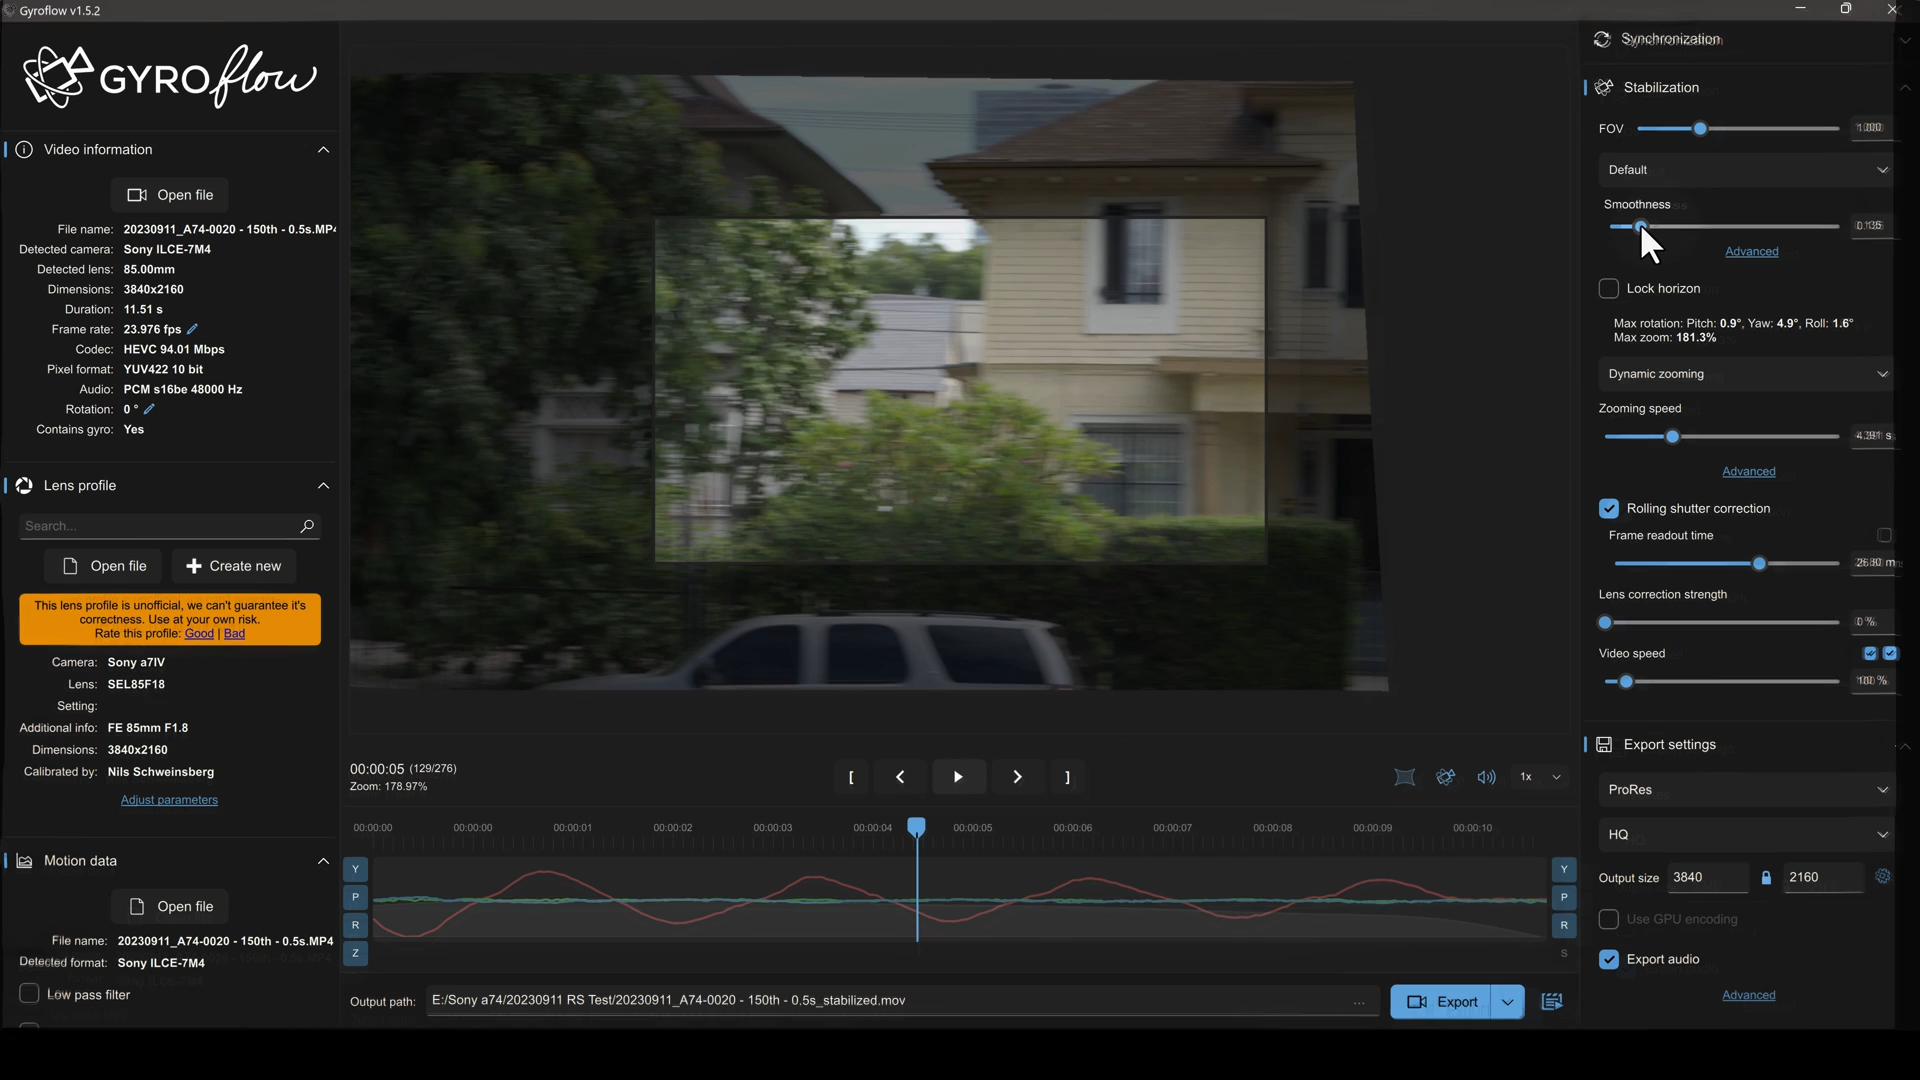 Gyroflow v1.5.2
GYROflow
Video information
Open file
File name: 20230911_A74-0020 - 150th - 0.5s.MP4
Detected camera: Sony ILCE-7M4
Detected lens: 85.00mm
Dimensions: 3840x2160
Duration: 11.51 s
Frame rate: 23.976 fps
Codec: HEVC 94.01 Mbps
Pixel format: YUV422 10 bit
Audio: PCM s16be 48000 Hz
Rotation: 0 °
Contains gyro: Yes
Lens profile
Search...
Open file
Create new
This lens profile is unofficial, we can't guarantee it's
correctness. Use at your own risk.
Rate this profile: Good | Bad
Camera: Sony a7IV
Lens: SEL85F18
Setting:
Additional info: FE 85mm F1.8
Dimensions: 3840x2160
Calibrated by: Nils Schweinsberg
Adjust parameters
Motion data
Open file
File name: 20230911_A74-0020 - 150th - 0.5s.MP4
Detected format: Sony ILCE-7M4
Low pass filter
00:00:05 (129/276)
Zoom: 178.97%
[
]
1x
00:00:00 00:00:00 00:00:01 00:00:02 00:00:03 00:00:04 00:00:05 00:00:06 00:00:07 00:00:08 00:00:09 00:00:10
Y
P
R
Z
Y
P
R
S
Output path: E:/Sony a74/20230911 RS Test/20230911_A74-0020 - 150th - 0.5s_stabilized.mov
...
Export
Synchronization
Stabilization
FOV
Default
Smoothness
Advanced
Lock horizon
Max rotation: Pitch: 0.9°, Yaw: 4.9°, Roll: 1.6°
Max zoom: 181.3%
Dynamic zooming
Zooming speed
Advanced
Rolling shutter correction
Frame readout time
Lens correction strength
0 %
Video speed
100 %
Export settings
ProRes
HQ
Output size 3840 2160
Use GPU encoding
Export audio
Advanced